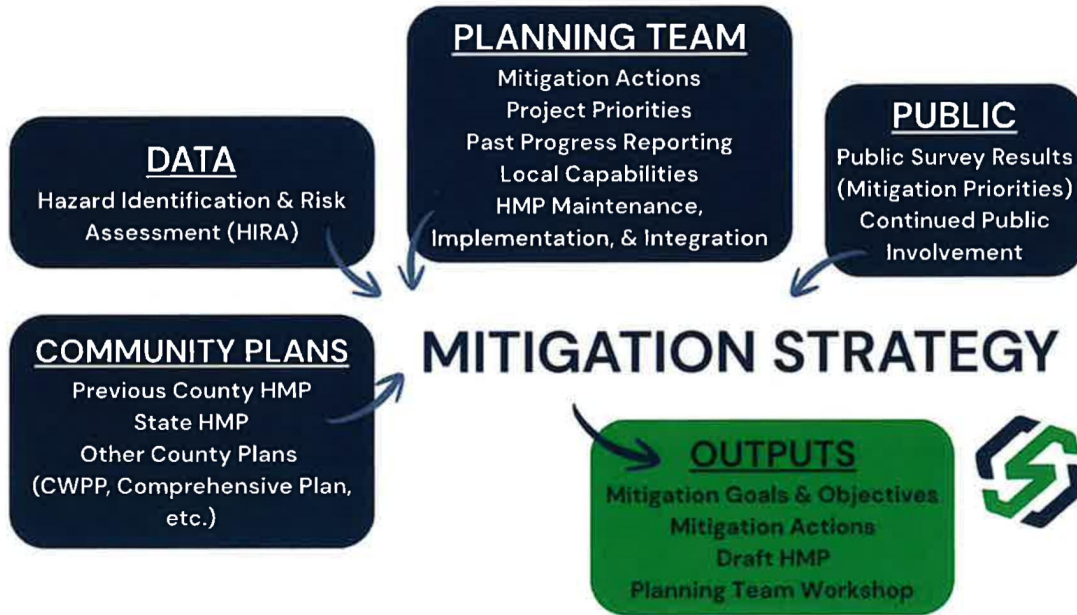 PLANNING TEAM
Mitigation Actions
Project Priorities
Past Progress Reporting
Local Capabilities
HMP Maintenance,
Implementation, & Integration
DATA
Hazard Identification & Risk
Assessment (HIRA)
PUBLIC
Public Survey Results
(Mitigation Priorities)
Continued Public
Involvement
COMMUNITY PLANS
Previous County HMP
State HMP
Other County Plans
(CWPP, Comprehensive Plan,
etc.)
MITIGATION STRATEGY
OUTPUTS
Mitigation Goals & Objectives
Mitigation Actions
Draft HMP
Planning Team Workshop